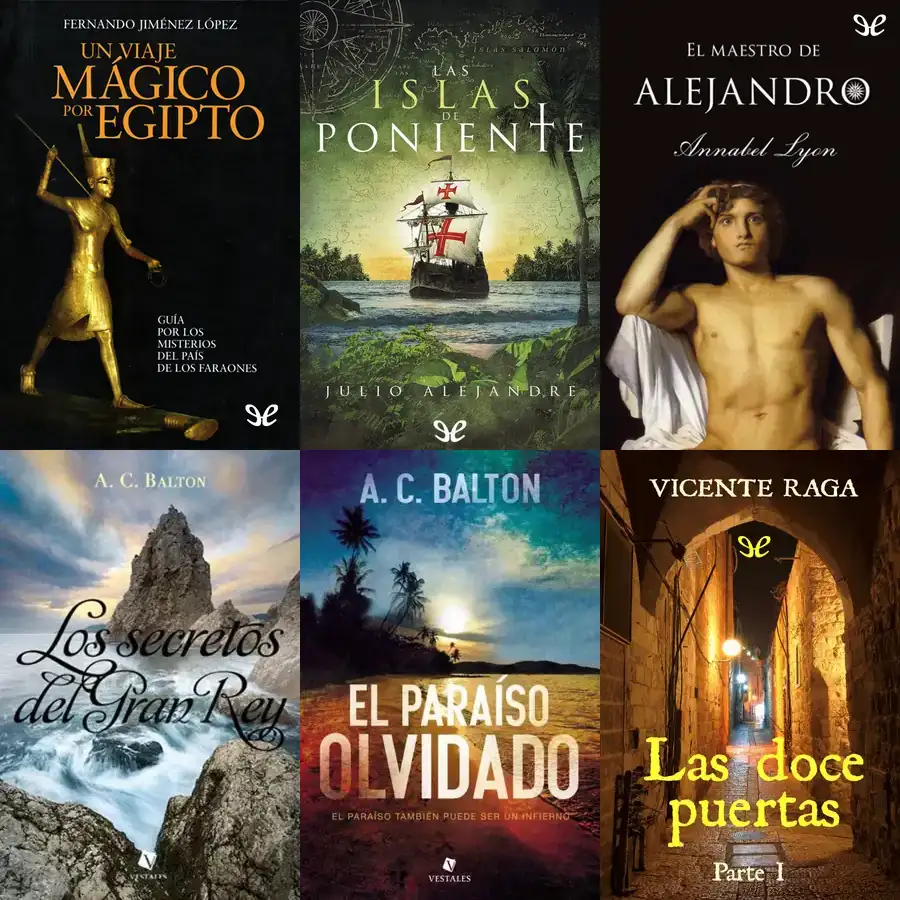 FERNANDO JIMÉNEZ LÓPEZ
UN VIAJE
MÁGICO
POR EGIPTO
GUÍA
POR LOS
MISTERIOS
DEL PAÍS
DE LOS FARAONES
Islas Salomón
LAS
ISLAS
DE
PONIENTE
JULIO ALEJANDRE
EL MAESTRO DE
ALEJANDRO
Annabel Lyon
A. C. BALTON
Los secretos
del Gran Rey
VESTALES
A. C. BALTON
EL PARAÍSO
OLVIDADO
EL PARAÍSO TAMBIÉN PUEDE SER UN INFIERNO
VESTALES
VICENTE RAGA
Las doce
puertas
Parte I